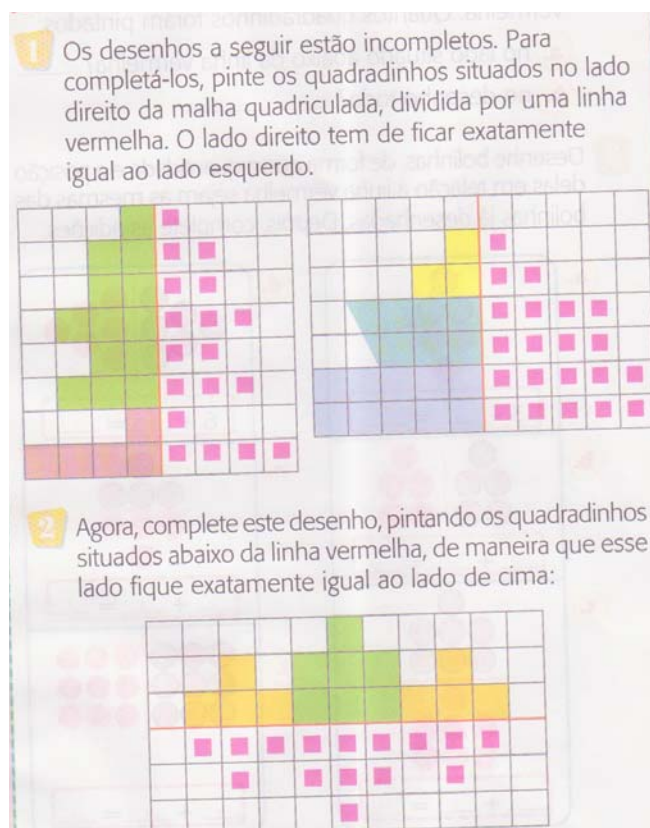 1 Os desenhos a seguir estão incompletos. Para
completá-los, pinte os quadradinhos situados no lado
direito da malha quadriculada, dividida por uma linha
vermelha. O lado direito tem de ficar exatamente
igual ao lado esquerdo.
2 Agora, complete este desenho, pintando os quadradinhos
situados abaixo da linha vermelha, de maneira que esse
lado fique exatamente igual ao lado de cima: